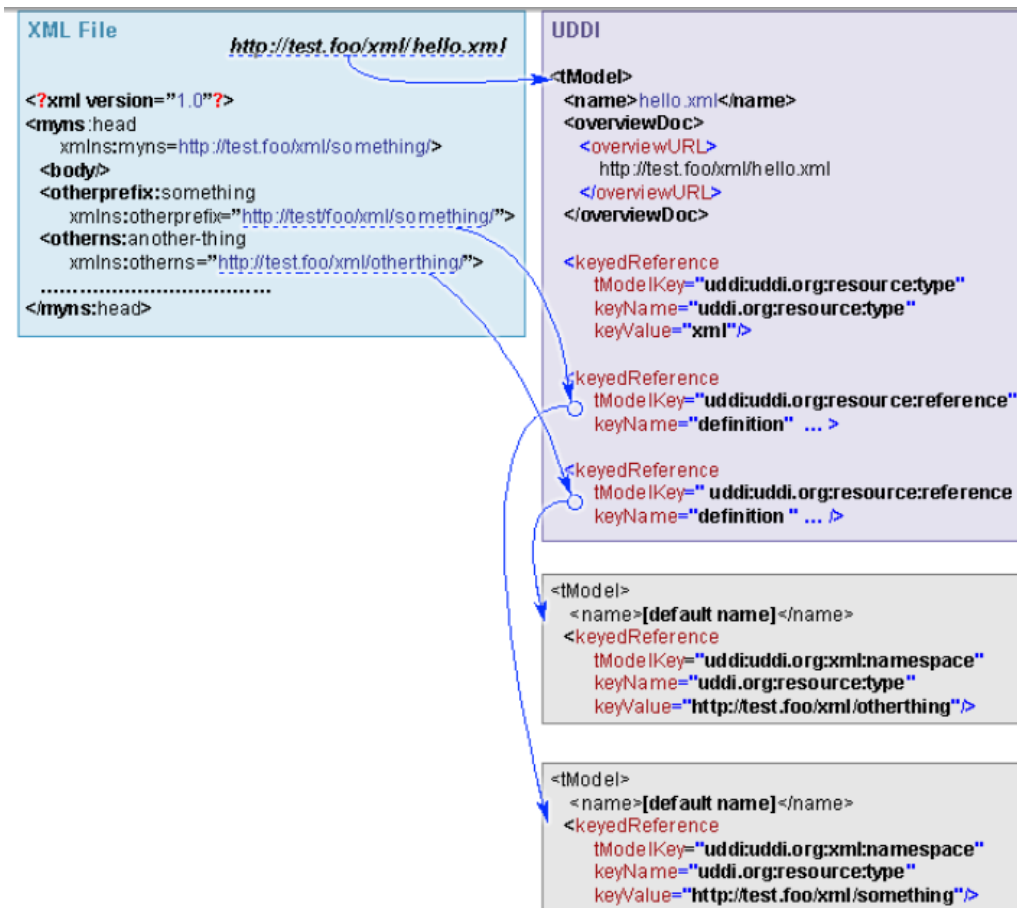 XML File
http://test.foo/xml/hello.xml
<?xml version="1.0"?>
<myns:head
xmlns:myns=http://test.foo/xml/something/>
<body/>
<otherprefix:something
xmlns:otherprefix="http://test/foo/xml/something/">
<otherns:another-thing
xmlns:otherns="http://test.foo/xml/otherthing/">
....................................
</myns:head>
UDDI
<tModel>
<name>hello.xml</name>
<overviewDoc>
<overviewURL>
http://test.foo/xml/hello.xml
</overviewURL>
</overviewDoc>
<keyedReference
tModelKey="uddi:uddi.org:resource:type"
keyName="uddi.org:resource:type"
keyValue="xml"/>
<keyedReference
tModelKey="uddi:uddi.org:resource:reference"
keyName="definition" ... >
<keyedReference
tModelKey=" uddi:uddi.org:resource:reference
keyName="definition " ... />
<tModel>
<name>[default name]</name>
<keyedReference
tModelKey="uddi:uddi.org:xml:namespace"
keyName="uddi.org:resource:type"
keyValue="http://test.foo/xml/otherthing"/>
<tModel>
<name>[default name]</name>
<keyedReference
tModelKey="uddi:uddi.org:xml:namespace"
keyName="uddi.org:resource:type"
keyValue="http://test.foo/xml/something"/>